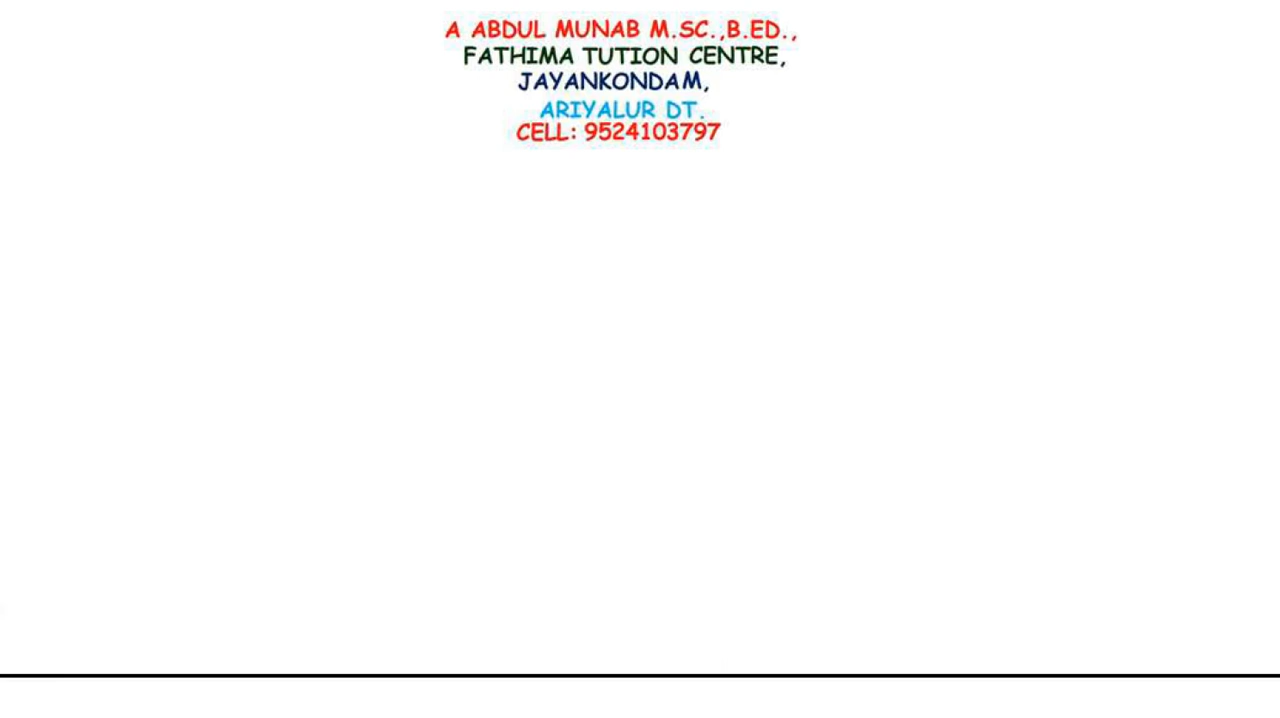 A ABDUL MUNAB M.SC.,B.ED.,
FATHIMA TUTION CENTRE,
JAYANKONDAM,
ARIYALUR DT.
CELL: 9524103797